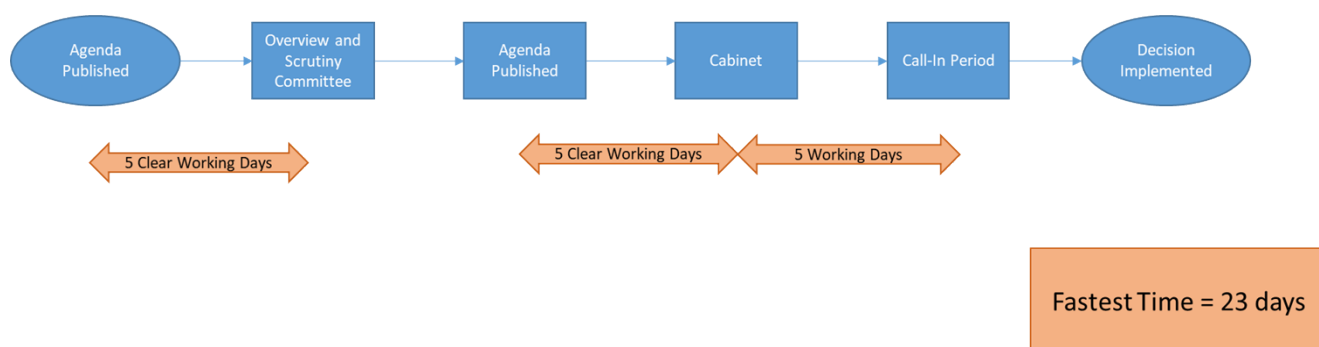 Agenda
Published
Overview and
Scrutiny
Committee
Agenda
Published
Cabinet
Call-In Period
Decision
Implemented
5 Clear Working Days
5 Clear Working Days
5 Working Days
Fastest Time = 23 days